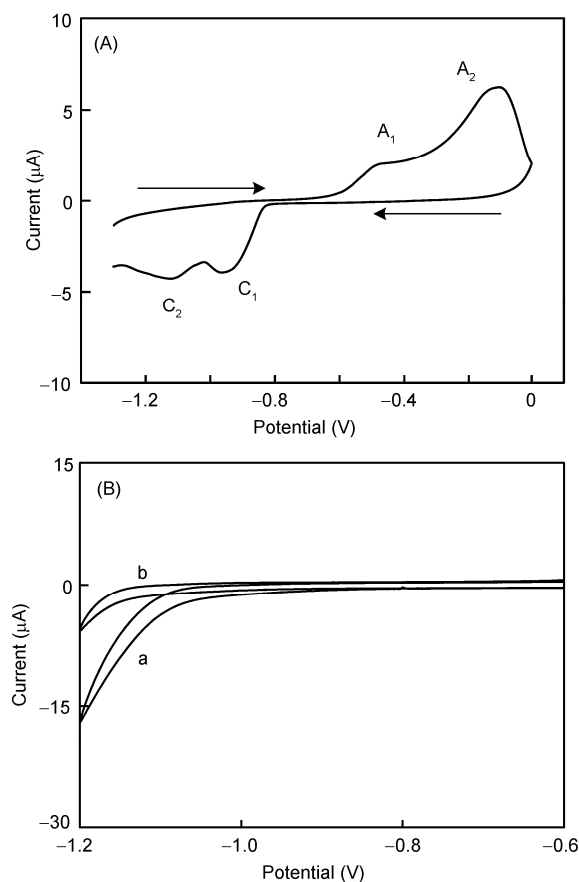 (A)
10
5
0
−5
−10
Current (μA)
A₁
A₂
C₂
C₁
−1.2
−0.8
−0.4
0
Potential (V)
(B)
15
0
−15
−30
Current (μA)
b
a
−1.2
−1.0
−0.8
−0.6
Potential (V)